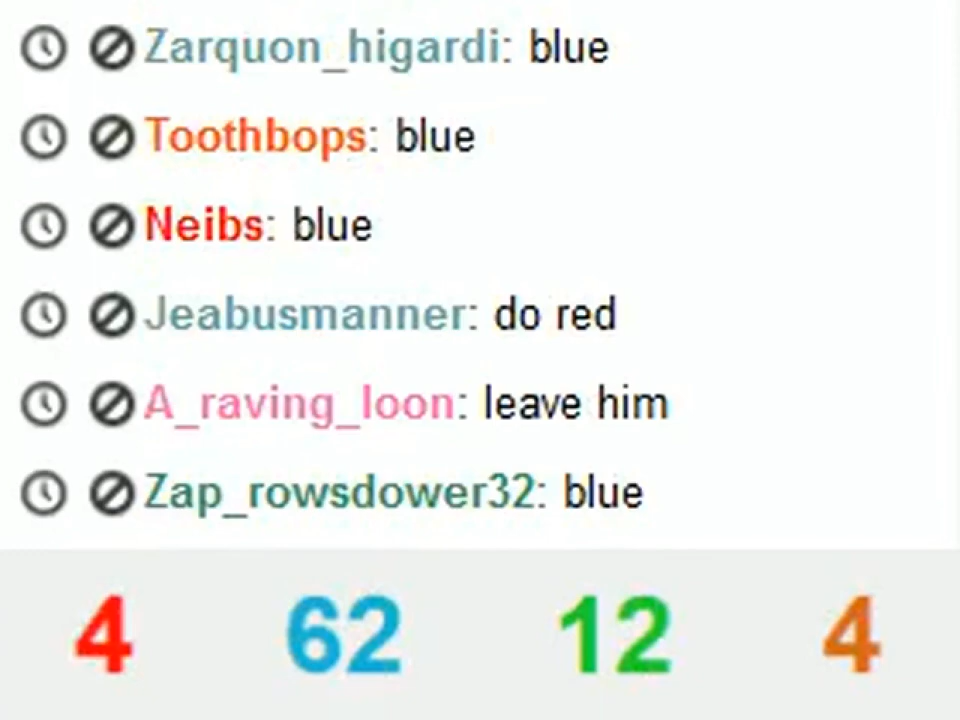 Zarquon_higardi: blue
Toothbops: blue
Neibs: blue
Jeabusmanner: do red
A_raving_loon: leave him
Zap_rowsdower32: blue
4 62 12 4